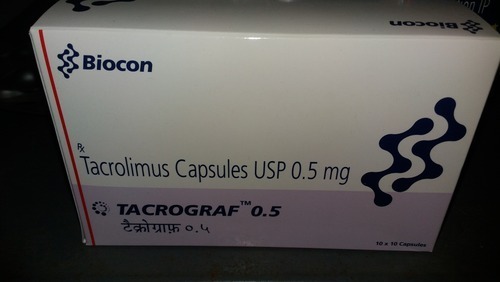 Biocon
Biocon
Rx
Tacrolimus Capsules USP 0.5 mg
TACROGRAF™ 0.5
टैक्रोग्राफ़ ०.५
10 x 10 Capsules